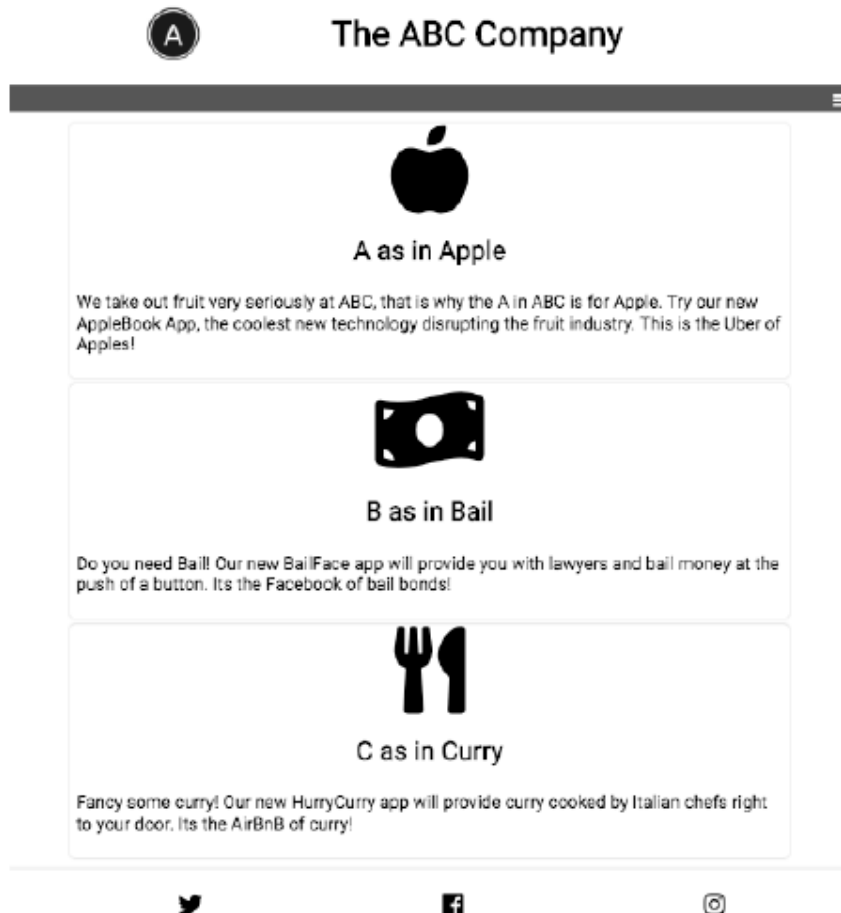 A
The ABC Company
A as in Apple
We take out fruit very seriously at ABC, that is why the A in ABC is for Apple. Try our new
AppleBook App, the coolest new technology disrupting the fruit industry. This is the Uber of
Apples!
B as in Bail
Do you need Bail! Our new BailFace app will provide you with lawyers and bail money at the
push of a button. Its the Facebook of bail bonds!
C as in Curry
Fancy some curry! Our new HurryCurry app will provide curry cooked by Italian chefs right
to your door. Its the AirBnB of curry!